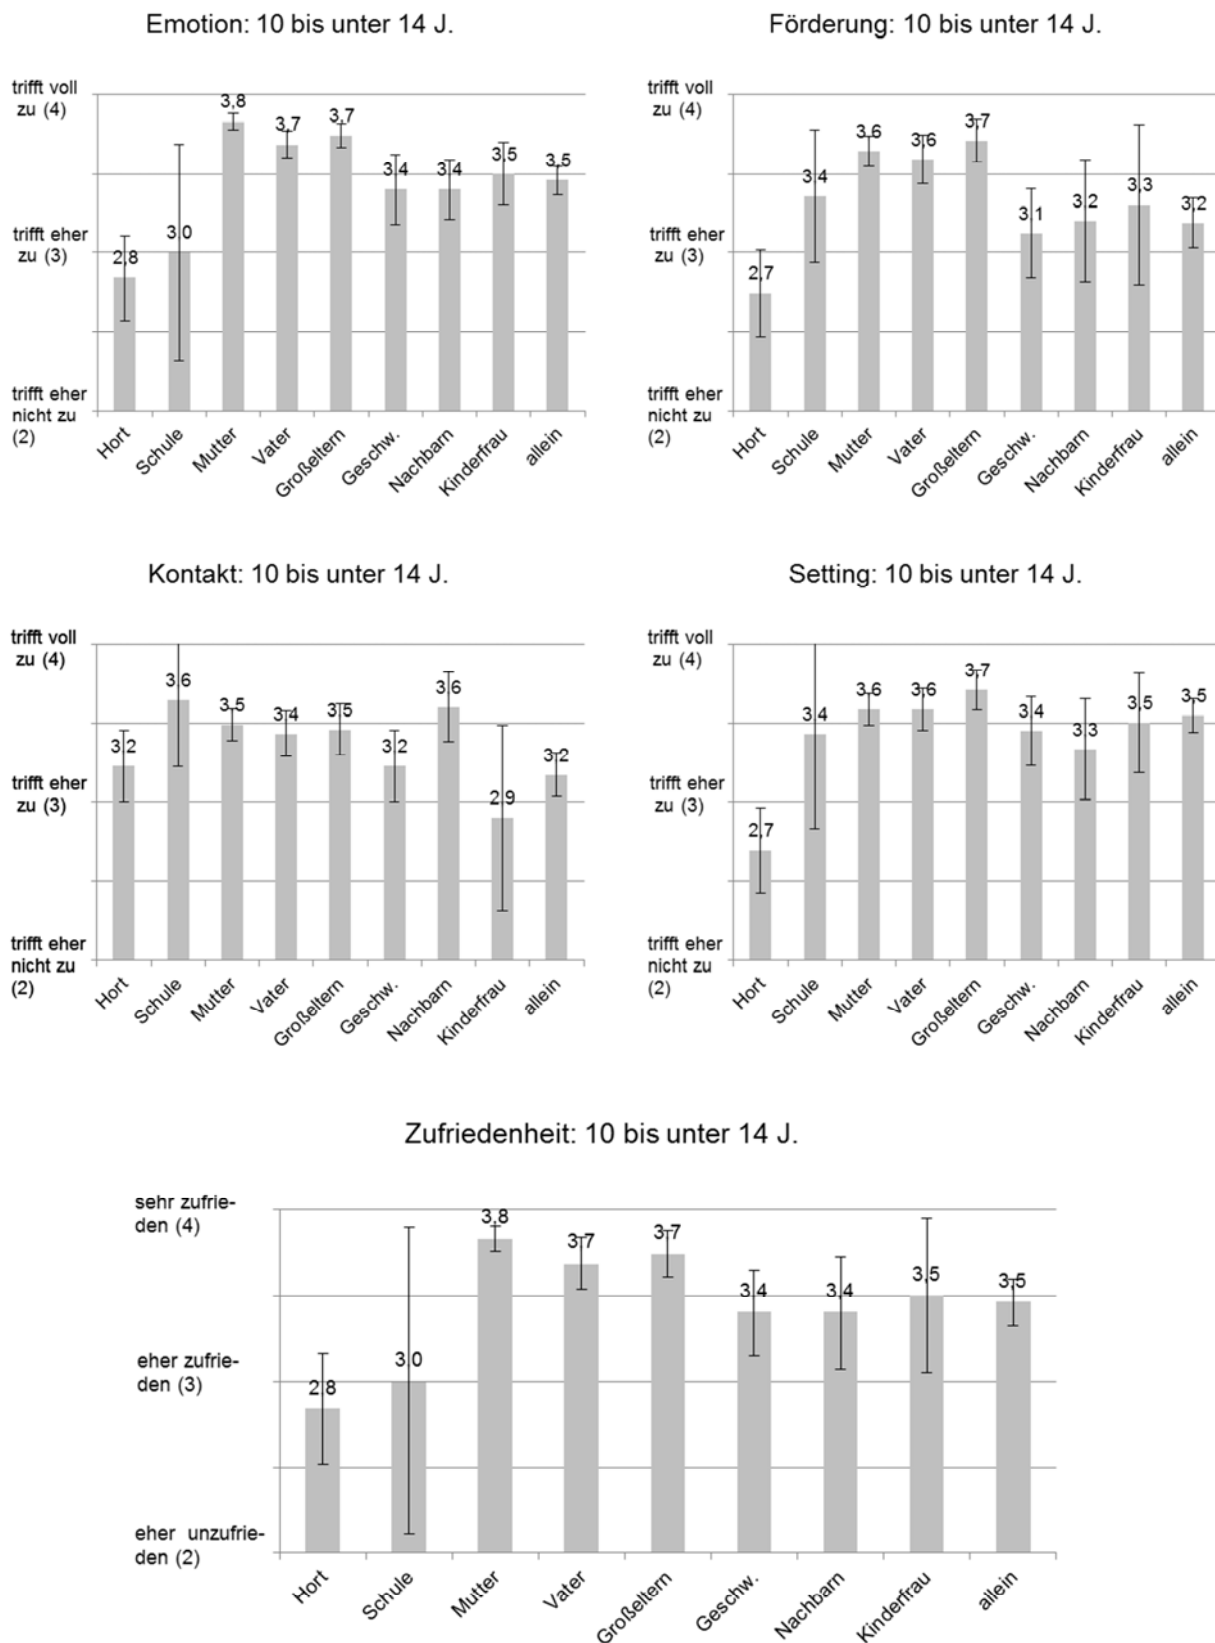 Emotion: 10 bis unter 14 J.
trifft voll
zu (4)
trifft eher
zu (3)
trifft eher
nicht zu
(2)
2,8
3,0
3,8
3,7
3,7
3,4
3,4
3,5
3,5
Hort
Schule
Mutter
Vater
Großeltern
Geschw.
Nachbarn
Kinderfrau
allein
Förderung: 10 bis unter 14 J.
trifft voll
zu (4)
trifft eher
zu (3)
trifft eher
nicht zu
(2)
2,7
3,4
3,6
3,6
3,7
3,1
3,2
3,3
3,2
Hort
Schule
Mutter
Vater
Großeltern
Geschw.
Nachbarn
Kinderfrau
allein
Kontakt: 10 bis unter 14 J.
trifft voll
zu (4)
trifft eher
zu (3)
trifft eher
nicht zu
(2)
3,2
3,6
3,5
3,4
3,5
3,2
3,6
2,9
3,2
Hort
Schule
Mutter
Vater
Großeltern
Geschw.
Nachbarn
Kinderfrau
allein
Setting: 10 bis unter 14 J.
trifft voll
zu (4)
trifft eher
zu (3)
trifft eher
nicht zu
(2)
2,7
3,4
3,6
3,6
3,7
3,4
3,3
3,5
3,5
Hort
Schule
Mutter
Vater
Großeltern
Geschw.
Nachbarn
Kinderfrau
allein
Zufriedenheit: 10 bis unter 14 J.
sehr zufrie-
den (4)
eher zufrie-
den (3)
eher unzufrie-
den (2)
2,8
3,0
3,8
3,7
3,7
3,4
3,4
3,5
3,5
Hort
Schule
Mutter
Vater
Großeltern
Geschw.
Nachbarn
Kinderfrau
allein